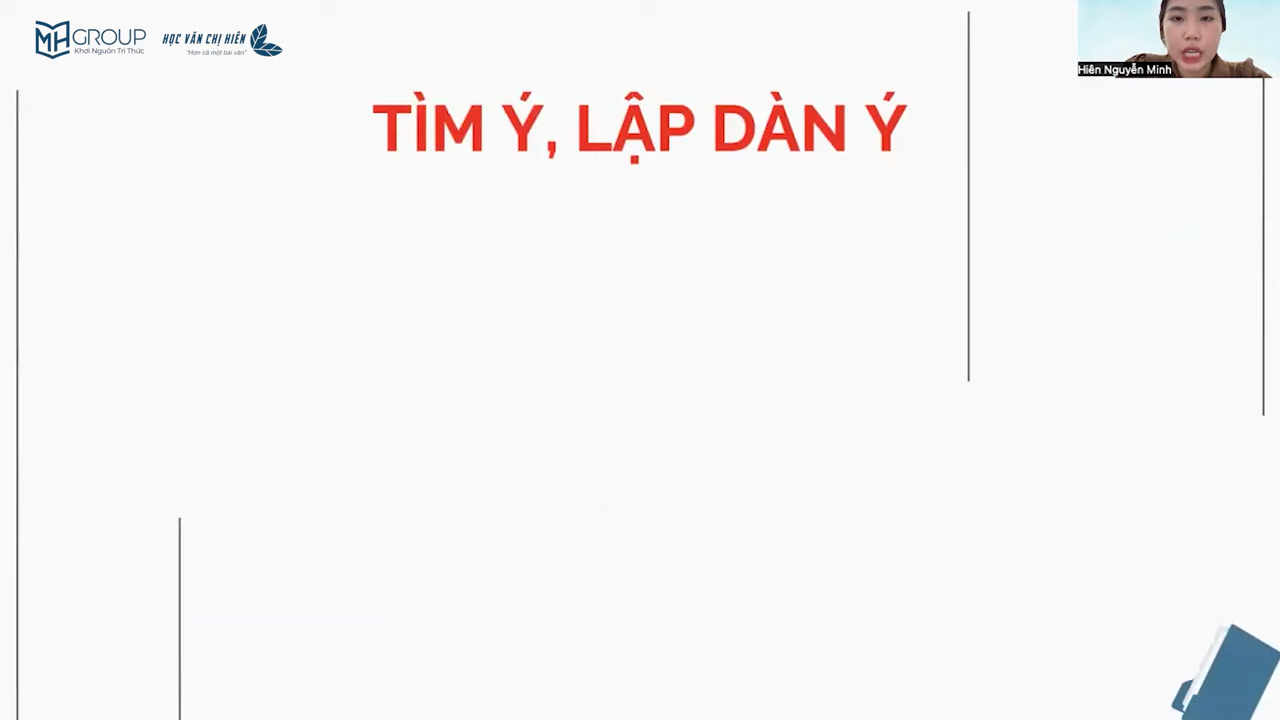 MH GROUP
Khơi Nguồn Tri Thức
HỌC VĂN CHỊ HIÊN
"Hơn cả một bài văn"
Hiên Nguyễn Minh
TÌM Ý, LẬP DÀN Ý